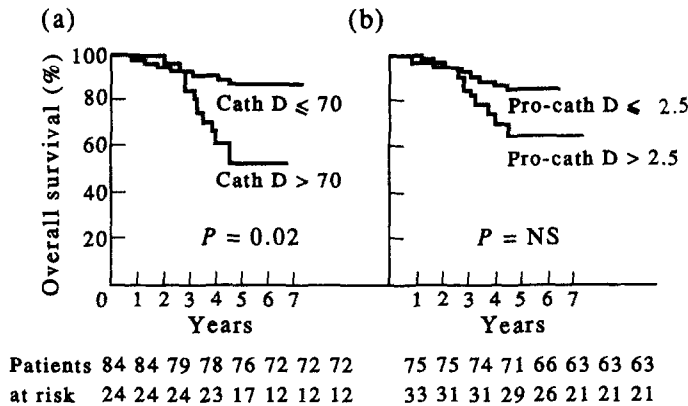 (a)
(b)
Overall survival (%)
100
80
60
40
20
0 1 2 3 4 5 6 7
Years
Cath D ⩽ 70
Cath D > 70
P = 0.02
1 2 3 4 5 6 7
Years
Pro-cath D ⩽ 2.5
Pro-cath D > 2.5
P = NS
Patients 84 84 79 78 76 72 72 72 75 75 74 71 66 63 63 63
at risk 24 24 24 23 17 12 12 12 33 31 31 29 26 21 21 21